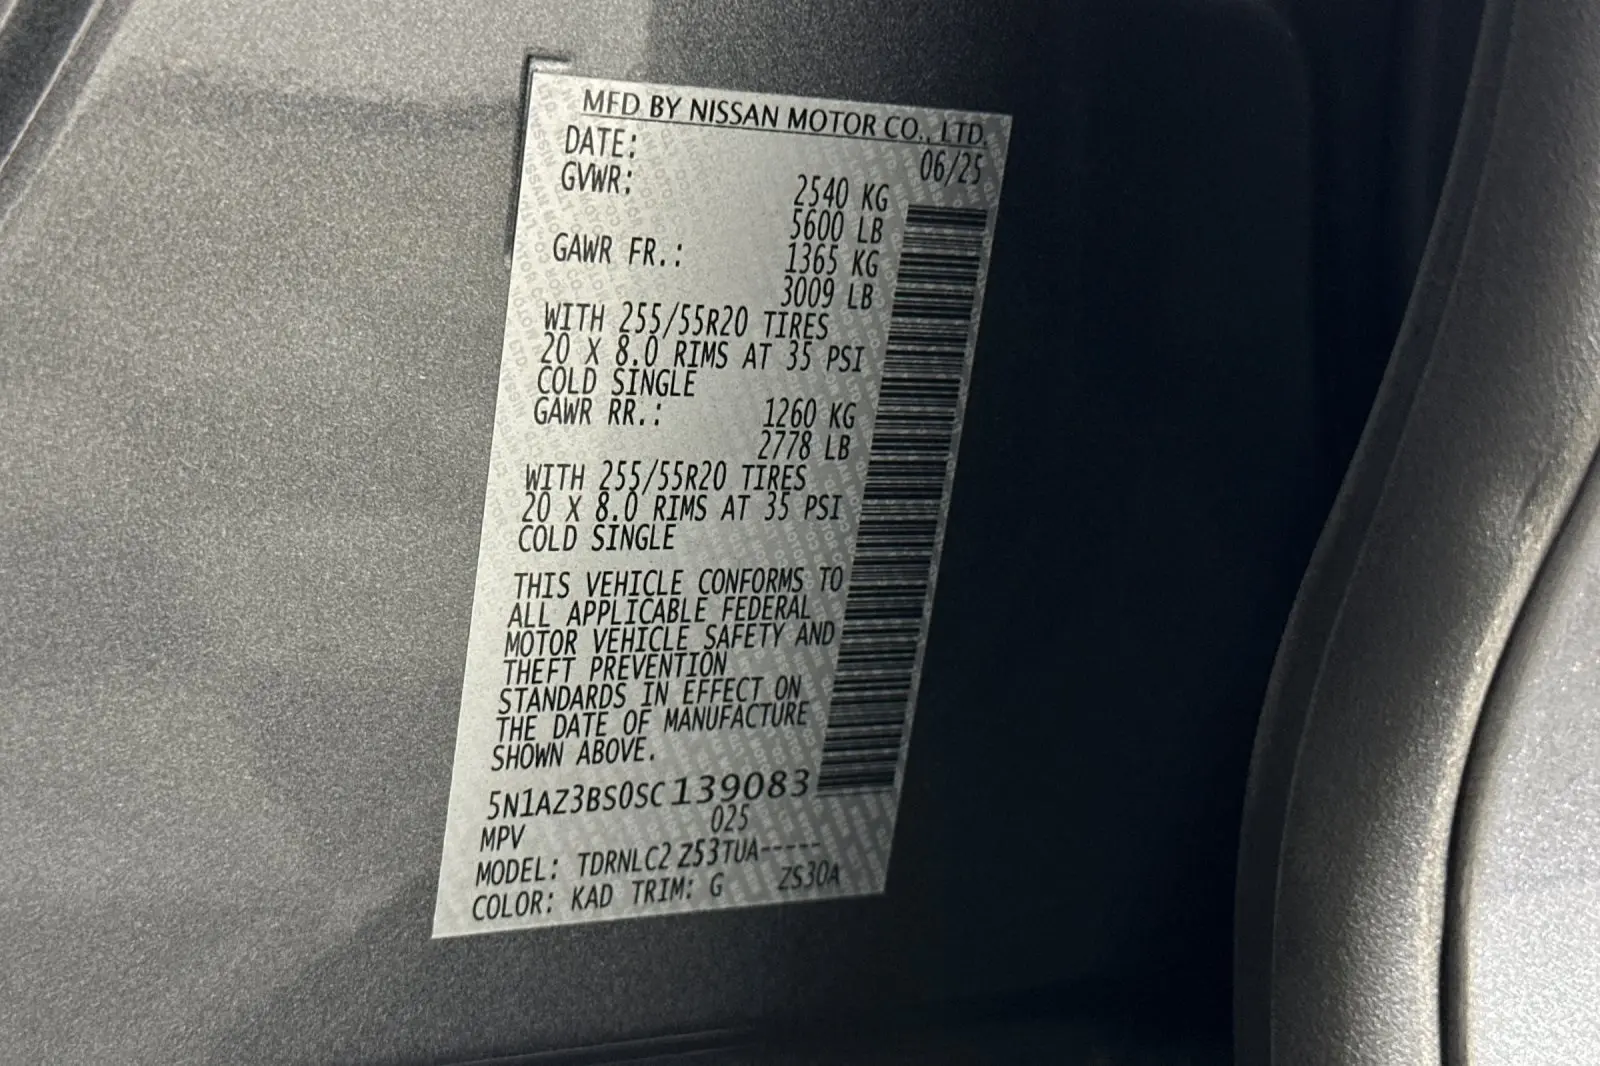 MFD BY NISSAN MOTOR CO., LTD.
DATE: 06/25
GVWR: 2540 KG
5600 LB
GAWR FR.: 1365 KG
3009 LB
WITH 255/55R20 TIRES
20 X 8.0 RIMS AT 35 PSI
COLD SINGLE
GAWR RR.: 1260 KG
2778 LB
WITH 255/55R20 TIRES
20 X 8.0 RIMS AT 35 PSI
COLD SINGLE
THIS VEHICLE CONFORMS TO
ALL APPLICABLE FEDERAL
MOTOR VEHICLE SAFETY AND
THEFT PREVENTION
STANDARDS IN EFFECT ON
THE DATE OF MANUFACTURE
SHOWN ABOVE.
5N1AZ3BS0SC139083
MPV 025
MODEL: TDRNLC2 Z53TUA-----
COLOR: KAD TRIM: G ZS30A